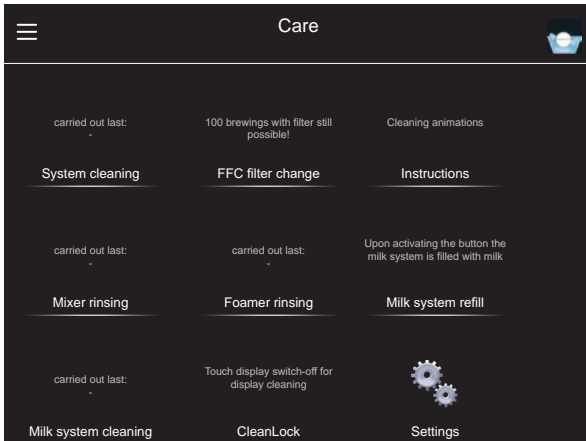 Care
carried out last:
-
System cleaning
100 brewings with filter still
possible!
FFC filter change
Cleaning animations
Instructions
carried out last:
-
Mixer rinsing
carried out last:
-
Foamer rinsing
Upon activating the button the
milk system is filled with milk
Milk system refill
carried out last:
-
Milk system cleaning
Touch display switch-off for
display cleaning
CleanLock
Settings